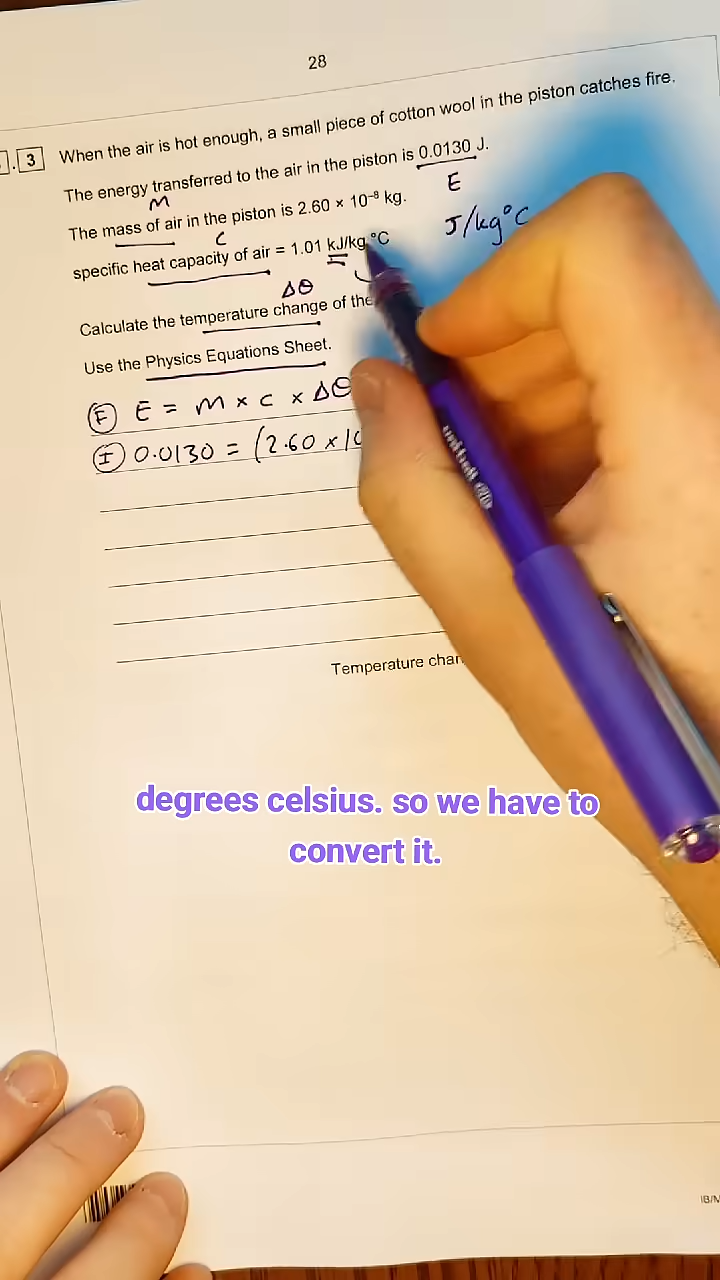 28
.3 When the air is hot enough, a small piece of cotton wool in the piston catches fire.
The energy transferred to the air in the piston is 0.0130 J.
M
E
The mass of air in the piston is 2.60 × 10⁻⁸ kg.
C
J/kg°C
specific heat capacity of air = 1.01 kJ/kg °C
Δθ
Calculate the temperature change of the
Use the Physics Equations Sheet.
F E = M × C × Δθ
I 0.0130 = (2.60 × 10
Temperature chan
degrees celsius. so we have to
convert it.
uni-ball
IB/M